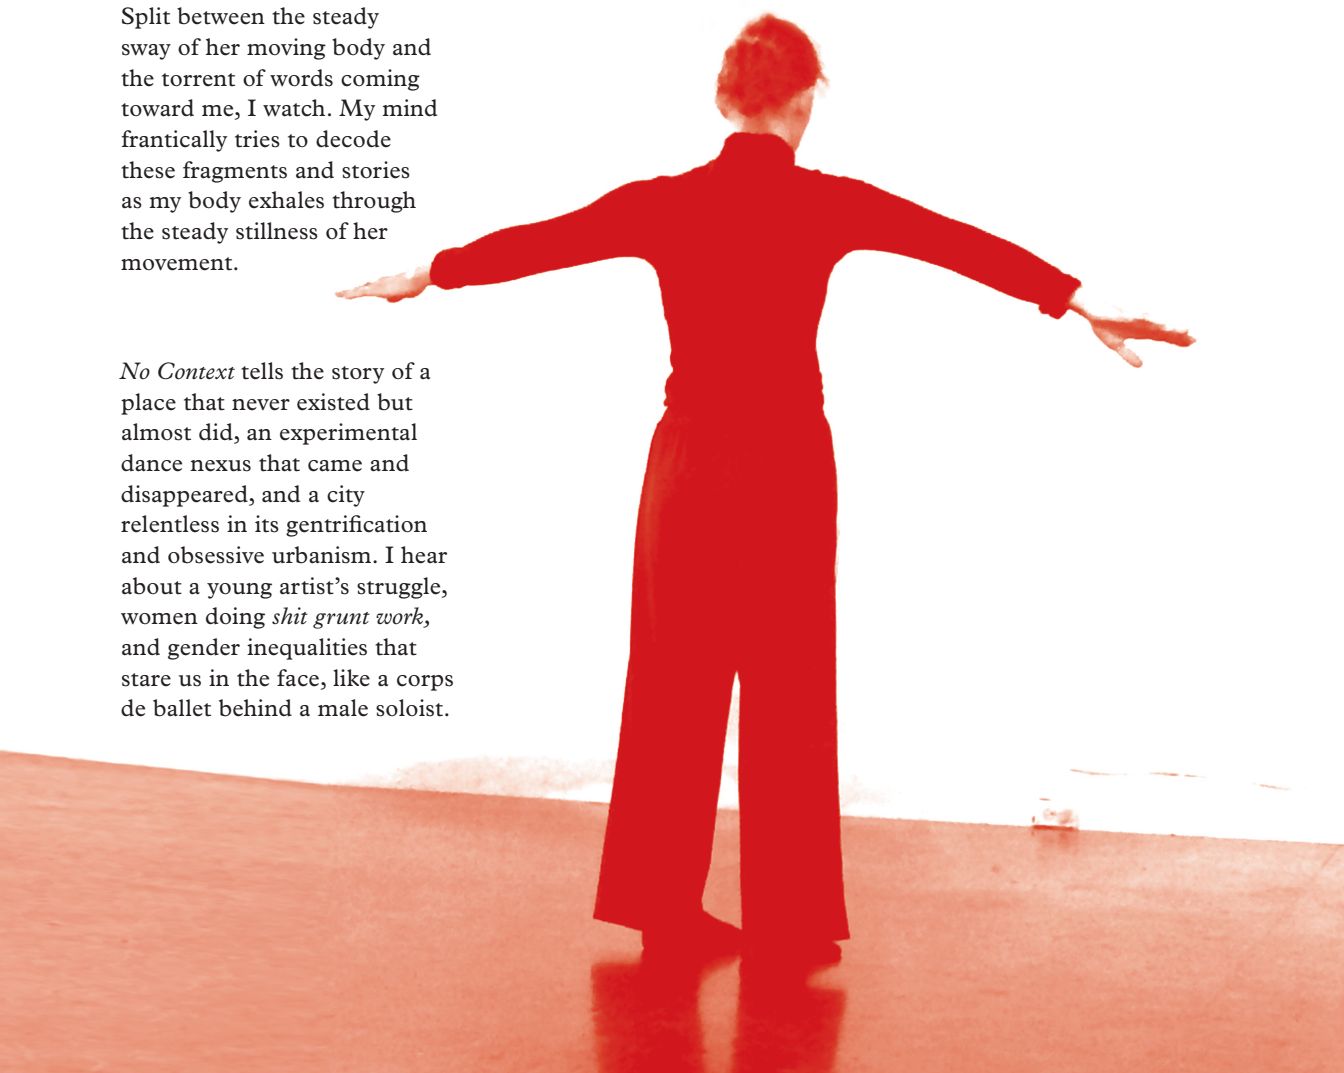 Split between the steady
sway of her moving body and
the torrent of words coming
toward me, I watch. My mind
frantically tries to decode
these fragments and stories
as my body exhales through
the steady stillness of her
movement.
No Context tells the story of a
place that never existed but
almost did, an experimental
dance nexus that came and
disappeared, and a city
relentless in its gentrification
and obsessive urbanism. I hear
about a young artist’s struggle,
women doing shit grunt work,
and gender inequalities that
stare us in the face, like a corps
de ballet behind a male soloist.